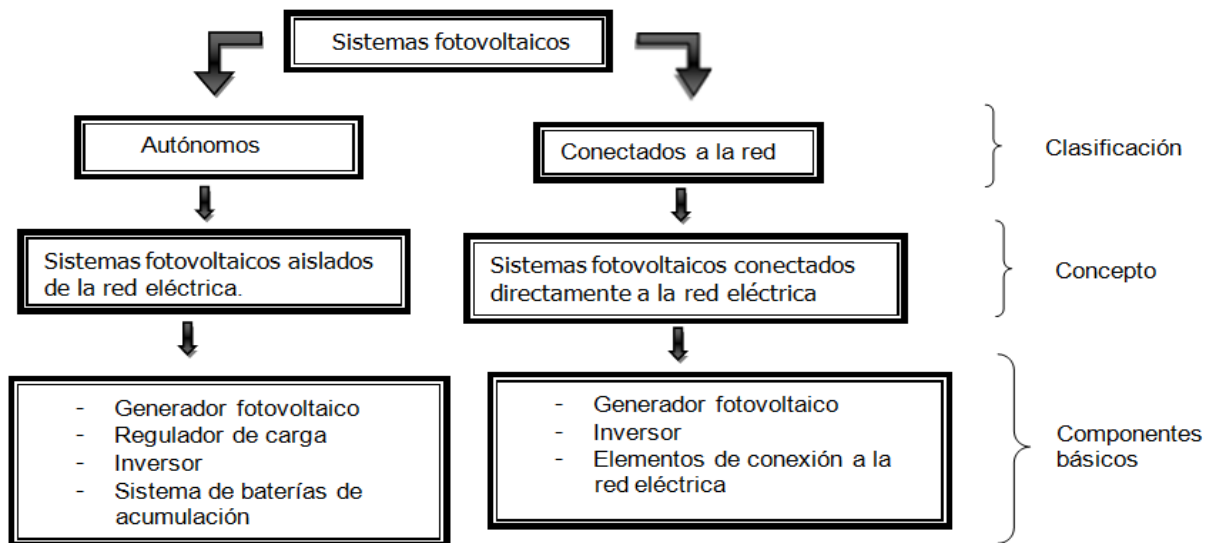 Sistemas fotovoltaicos
Autónomos
Conectados a la red
Clasificación
Sistemas fotovoltaicos aislados
de la red eléctrica.
Sistemas fotovoltaicos conectados
directamente a la red eléctrica
Concepto
- Generador fotovoltaico
- Regulador de carga
- Inversor
- Sistema de baterías de
acumulación
- Generador fotovoltaico
- Inversor
- Elementos de conexión a la
red eléctrica
Componentes
básicos